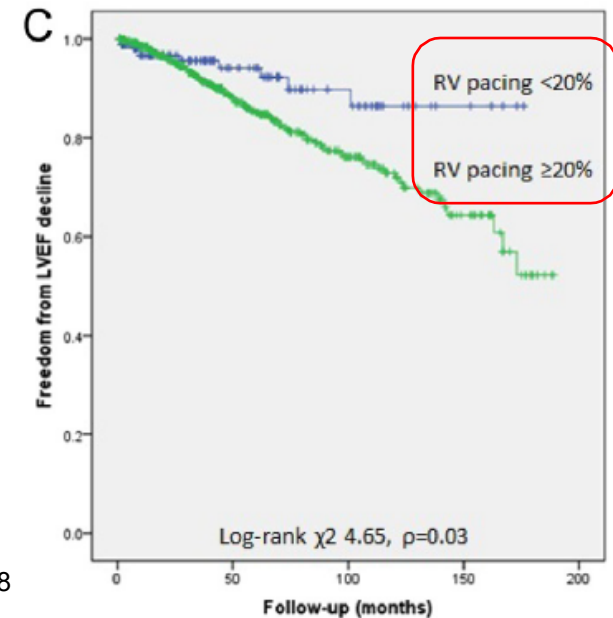 C
1.0
0.8
0.6
0.4
0.2
0.0
Freedom from LVEF decline
RV pacing <20%
RV pacing ≥20%
Log-rank χ2 4.65, ρ=0.03
0 50 100 150 200
Follow-up (months)
8